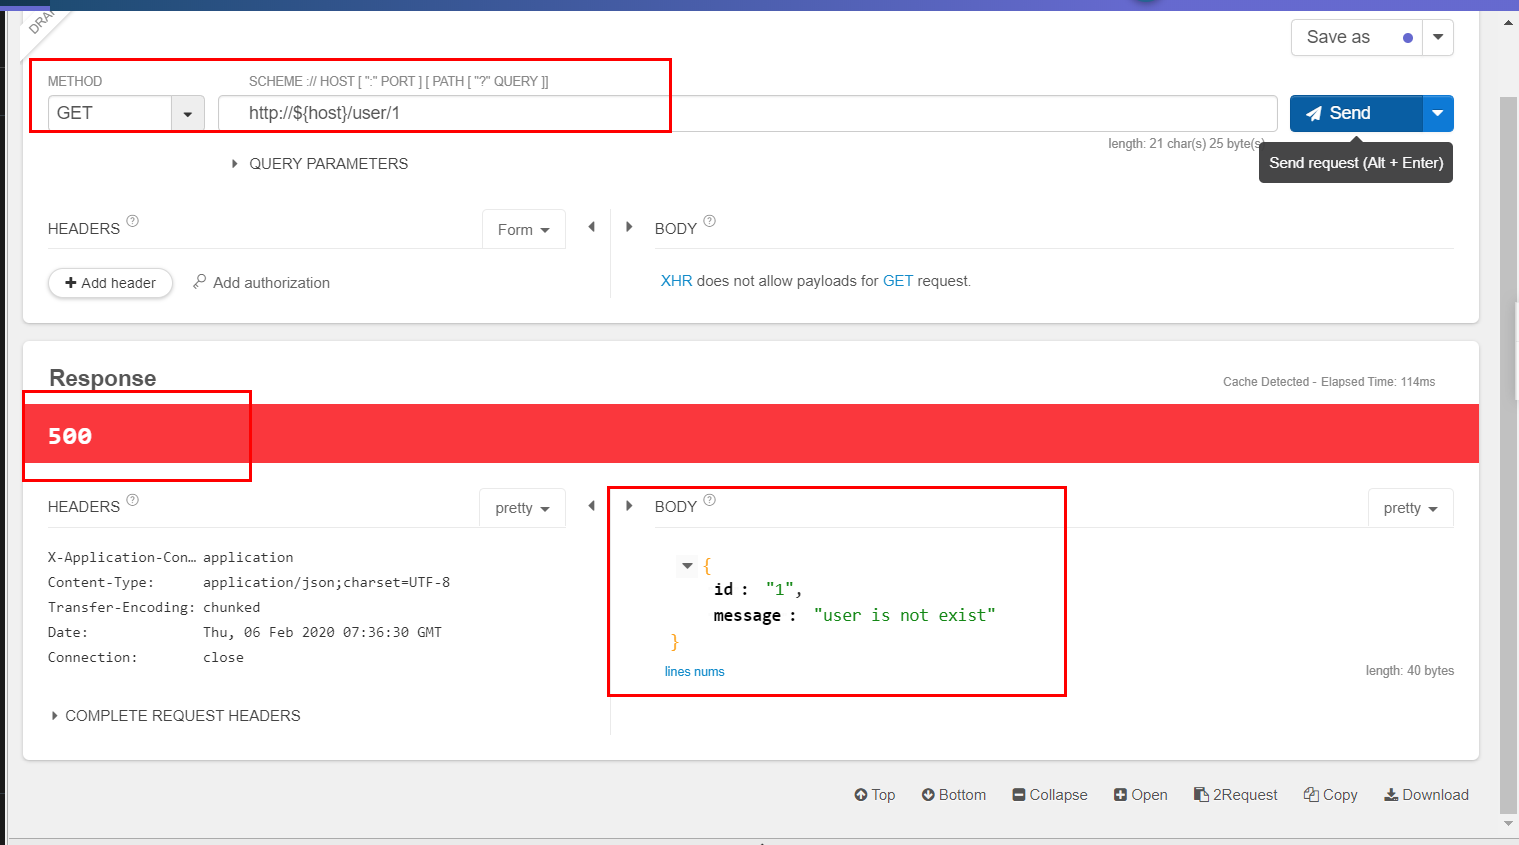 DRA
Save as
METHOD
SCHEME :// HOST [ ":" PORT ] [ PATH [ "?" QUERY ]]
GET
http://${host}/user/1
Send
length: 21 char(s) 25 byte(s)
Send request (Alt + Enter)
QUERY PARAMETERS
HEADERS ?
Form
BODY ?
+ Add header
Add authorization
XHR does not allow payloads for GET request.
Response
Cache Detected - Elapsed Time: 114ms
500
HEADERS ?
pretty
BODY ?
pretty
X-Application-Con… application
Content-Type: application/json;charset=UTF-8
Transfer-Encoding: chunked
Date: Thu, 06 Feb 2020 07:36:30 GMT
Connection: close
{
id : "1",
message : "user is not exist"
}
lines nums
length: 40 bytes
COMPLETE REQUEST HEADERS
Top
Bottom
Collapse
Open
2Request
Copy
Download